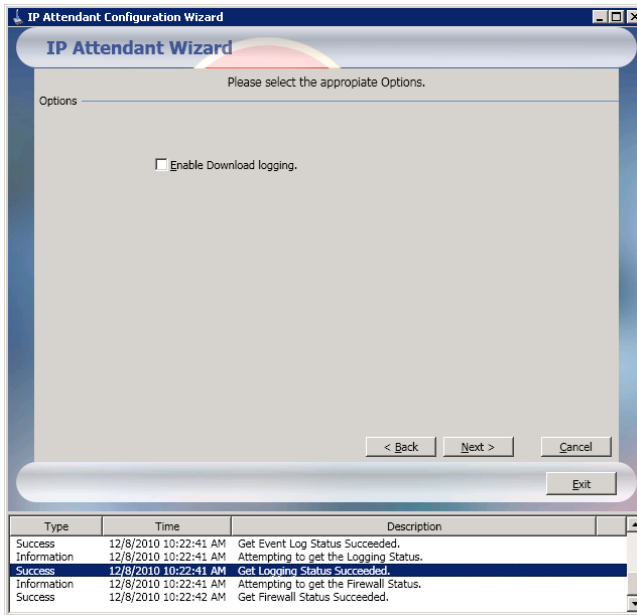 IP Attendant Configuration Wizard
IP Attendant Wizard
Please select the appropiate Options.
Options
Enable Download logging.
< Back Next > Cancel
Exit
Type Time Description
Success 12/8/2010 10:22:41 AM Get Event Log Status Succeeded.
Information 12/8/2010 10:22:41 AM Attempting to get the Logging Status.
Success 12/8/2010 10:22:41 AM Get Logging Status Succeeded.
Information 12/8/2010 10:22:41 AM Attempting to get the Firewall Status.
Success 12/8/2010 10:22:42 AM Get Firewall Status Succeeded.